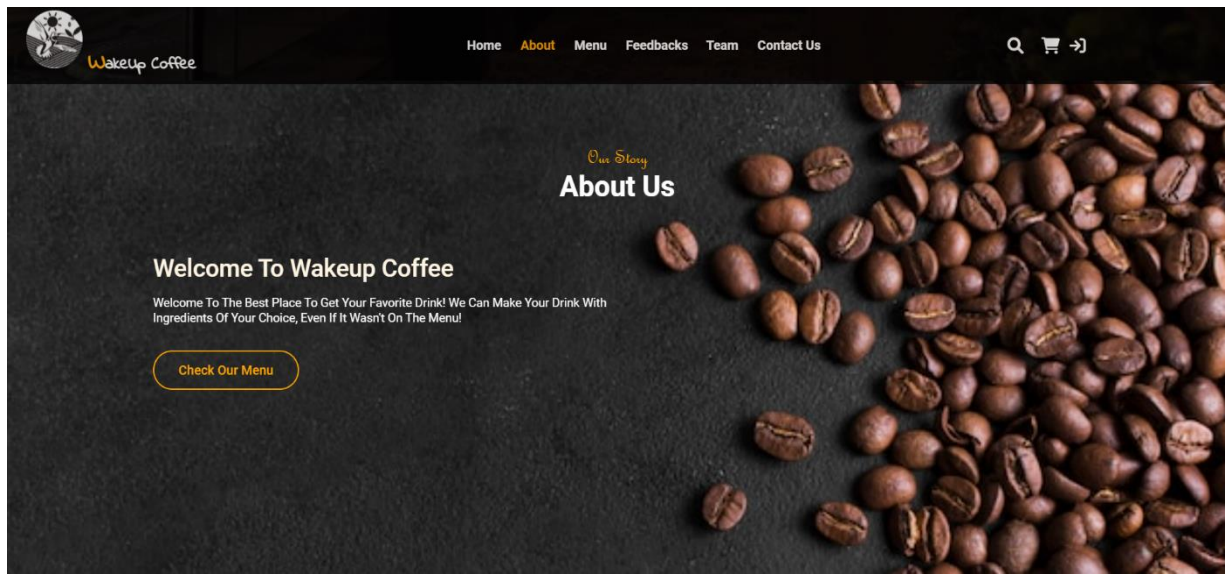 Wakeup Coffee
Home About Menu Feedbacks Team Contact Us
Our Story
About Us
Welcome To Wakeup Coffee
Welcome To The Best Place To Get Your Favorite Drink! We Can Make Your Drink With
Ingredients Of Your Choice, Even If It Wasn't On The Menu!
Check Our Menu